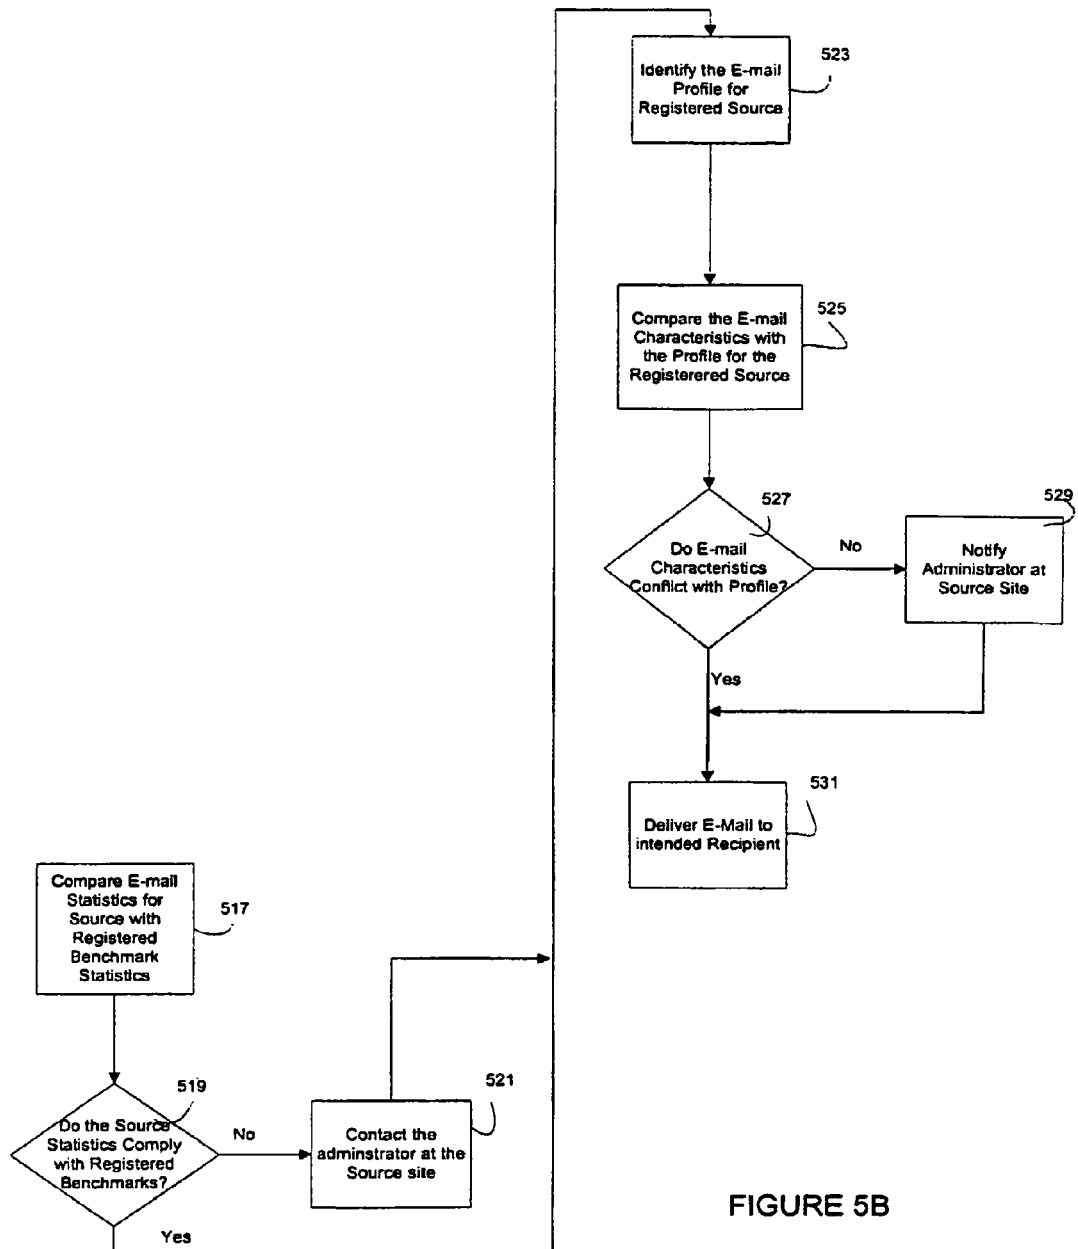 Compare E-mail
Statistics for
Source with
Registered
Benchmark
Statistics
517
Do the Source
Statistics Comply
with Registered
Benchmarks?
519
No
Yes
Contact the
adminstrator at the
Source site
521
Identify the E-mail
Profile for
Registered Source
523
Compare the E-mail
Characteristics with
the Profile for the
Registerered Source
525
Do E-mail
Characteristics
Conflict with Profile?
527
No
Yes
Notify
Administrator at
Source Site
529
Deliver E-Mail to
intended Recipient
531
FIGURE 5B